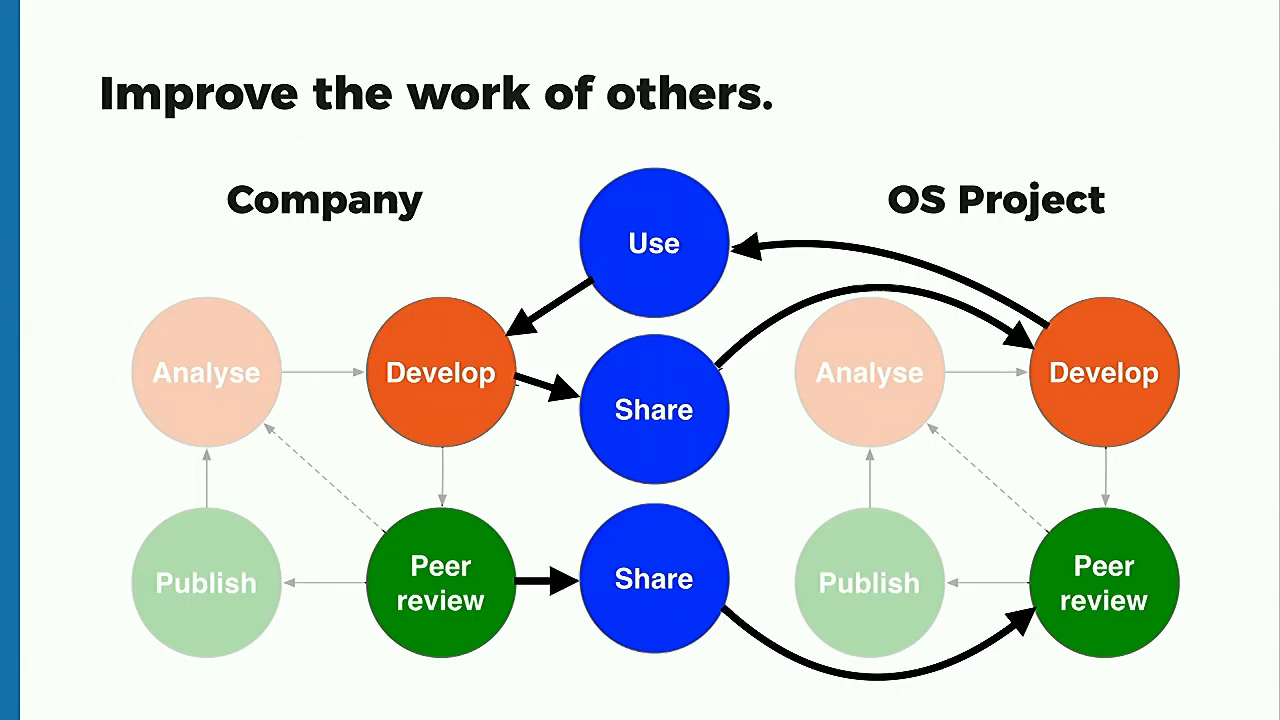 Improve the work of others.
Company
OS Project
Use
Analyse
Develop
Share
Analyse
Develop
Publish
Peer
review
Share
Publish
Peer
review